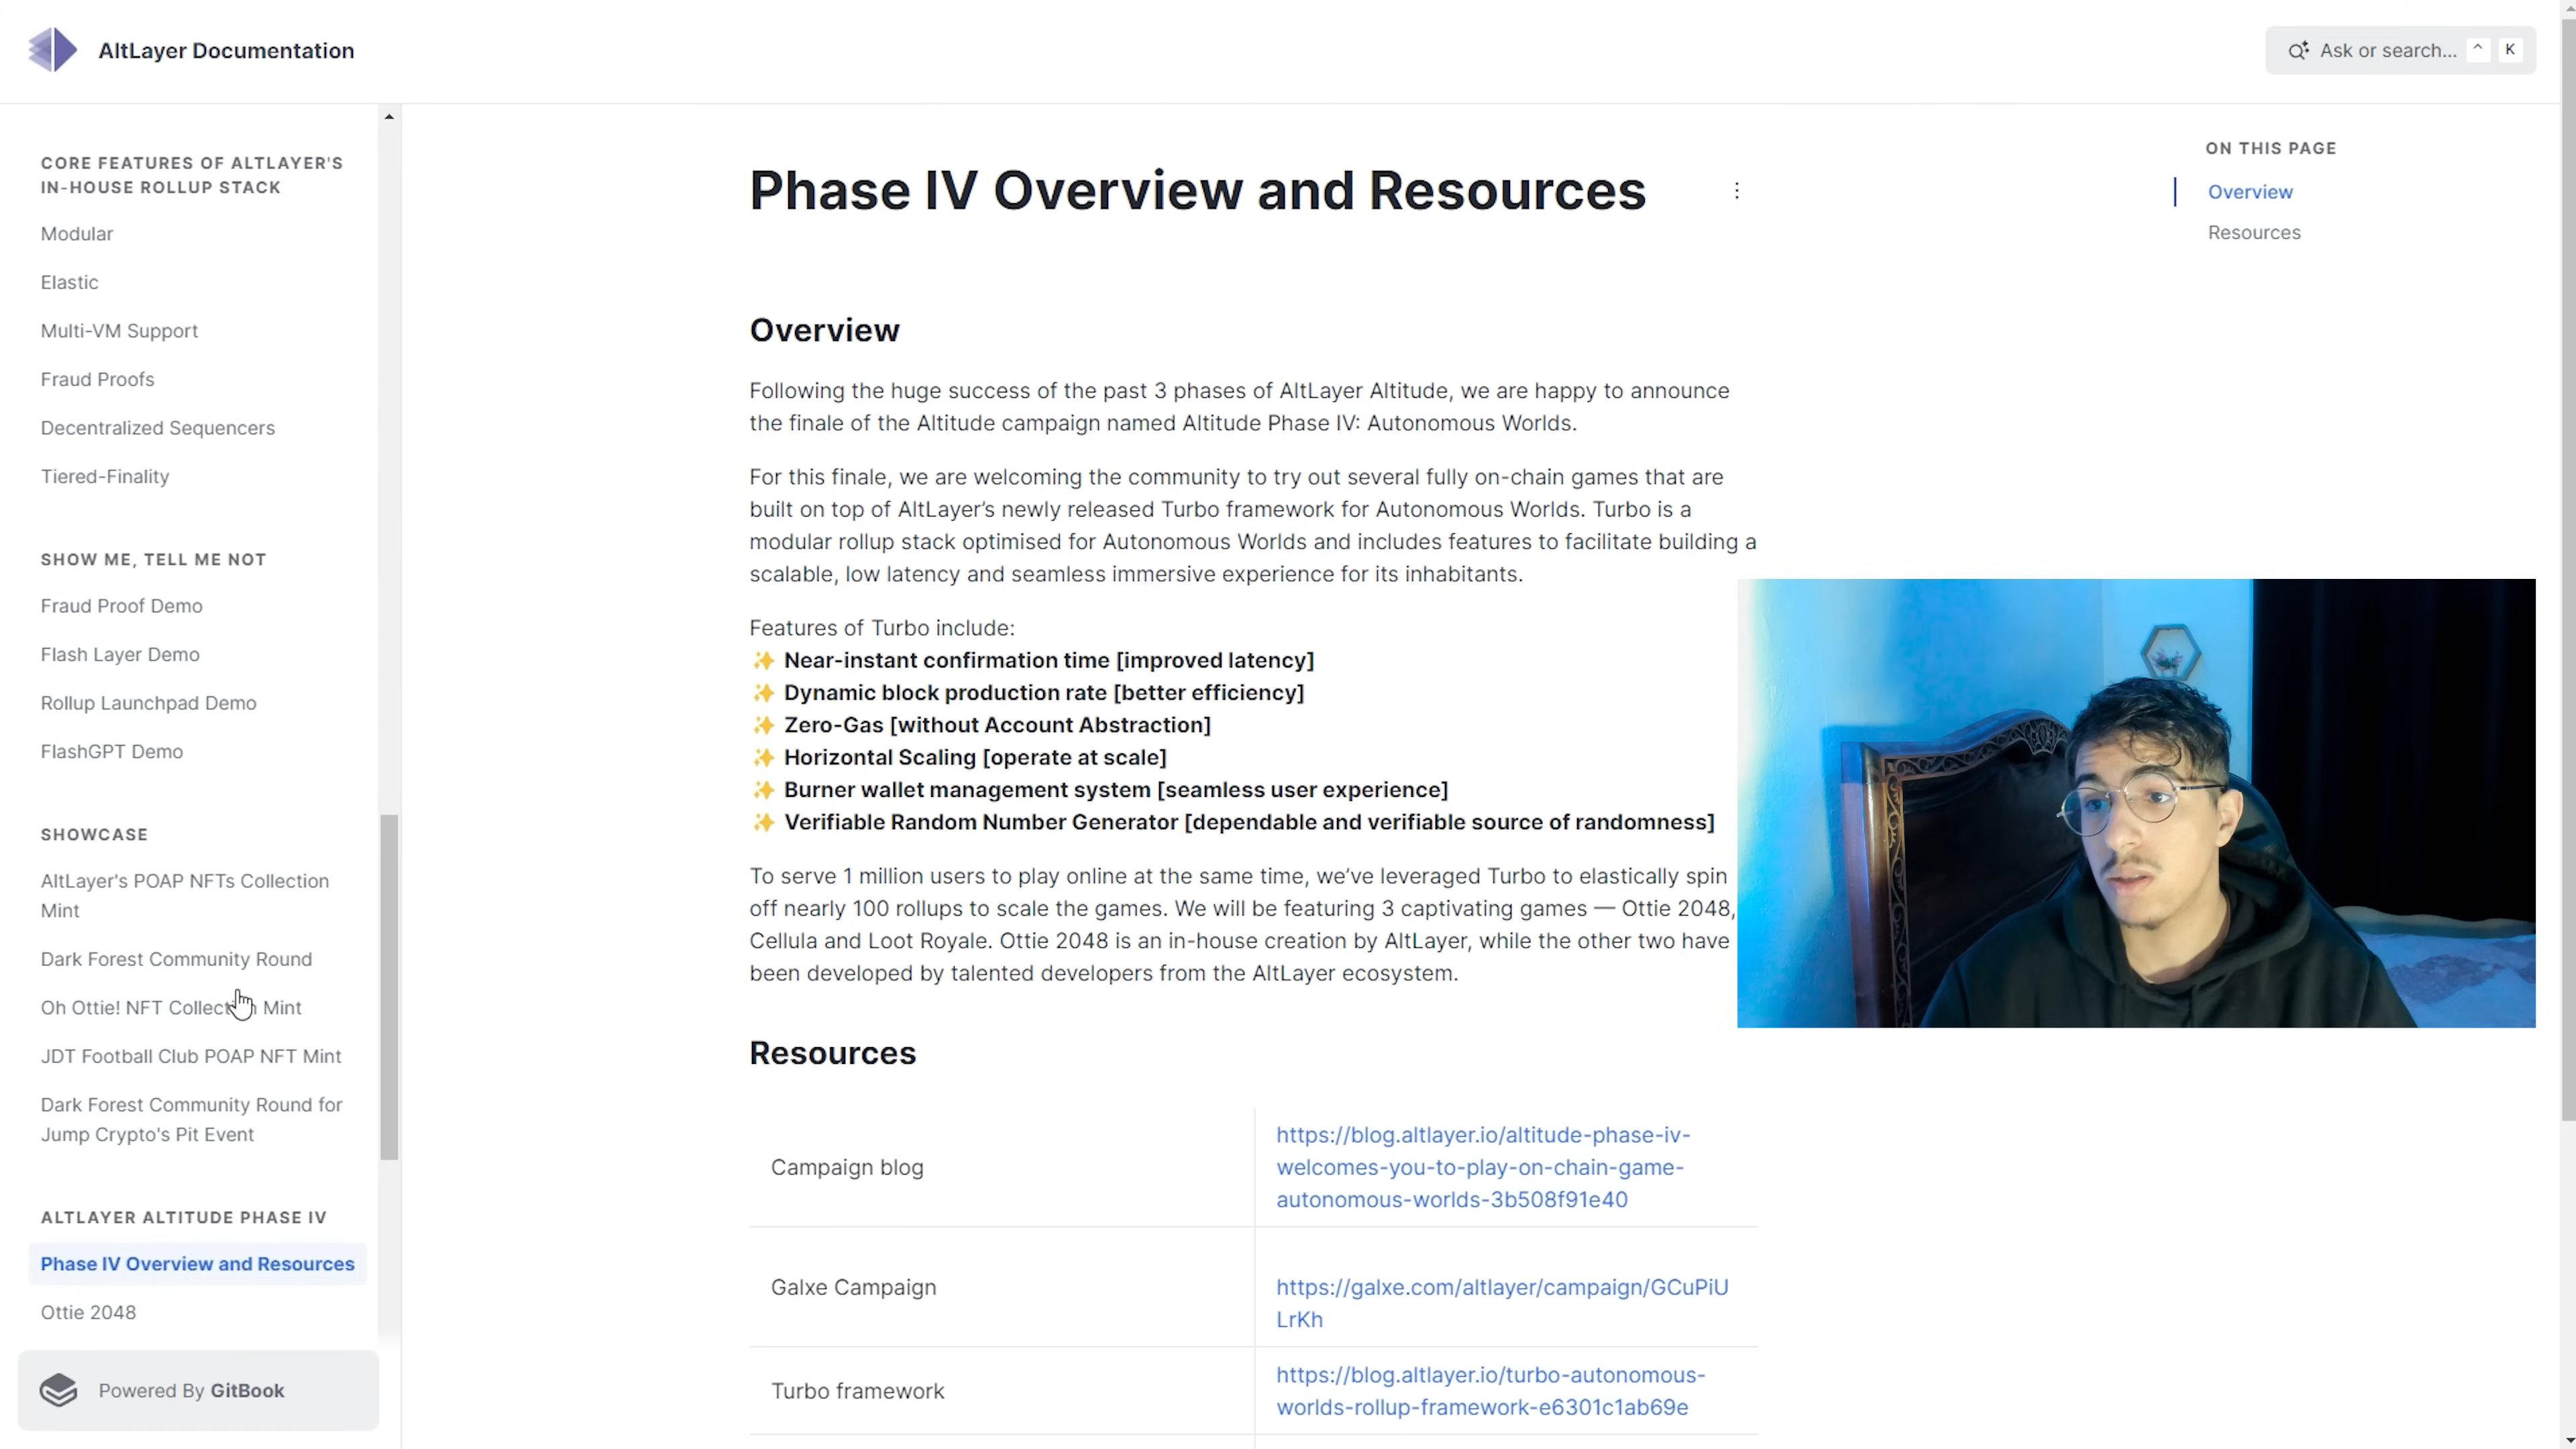 AltLayer Documentation
Ask or search...
^
K
CORE FEATURES OF ALTLAYER'S
IN-HOUSE ROLLUP STACK
Modular
Elastic
Multi-VM Support
Fraud Proofs
Decentralized Sequencers
Tiered-Finality
SHOW ME, TELL ME NOT
Fraud Proof Demo
Flash Layer Demo
Rollup Launchpad Demo
FlashGPT Demo
SHOWCASE
AltLayer's POAP NFTs Collection
Mint
Dark Forest Community Round
Oh Ottie! NFT Collection Mint
JDT Football Club POAP NFT Mint
Dark Forest Community Round for
Jump Crypto's Pit Event
ALTLAYER ALTITUDE PHASE IV
Phase IV Overview and Resources
Ottie 2048
Powered By GitBook
Phase IV Overview and Resources
Overview
Following the huge success of the past 3 phases of AltLayer Altitude, we are happy to announce
the finale of the Altitude campaign named Altitude Phase IV: Autonomous Worlds.
For this finale, we are welcoming the community to try out several fully on-chain games that are
built on top of AltLayer’s newly released Turbo framework for Autonomous Worlds. Turbo is a
modular rollup stack optimised for Autonomous Worlds and includes features to facilitate building a
scalable, low latency and seamless immersive experience for its inhabitants.
Features of Turbo include:
✨ Near-instant confirmation time [improved latency]
✨ Dynamic block production rate [better efficiency]
✨ Zero-Gas [without Account Abstraction]
✨ Horizontal Scaling [operate at scale]
✨ Burner wallet management system [seamless user experience]
✨ Verifiable Random Number Generator [dependable and verifiable source of randomness]
To serve 1 million users to play online at the same time, we’ve leveraged Turbo to elastically spin
off nearly 100 rollups to scale the games. We will be featuring 3 captivating games — Ottie 2048,
Cellula and Loot Royale. Ottie 2048 is an in-house creation by AltLayer, while the other two have
been developed by talented developers from the AltLayer ecosystem.
Resources
Campaign blog
https://blog.altlayer.io/altitude-phase-iv-
welcomes-you-to-play-on-chain-game-
autonomous-worlds-3b508f91e40
Galxe Campaign
https://galxe.com/altlayer/campaign/GCuPiU
LrKh
Turbo framework
https://blog.altlayer.io/turbo-autonomous-
worlds-rollup-framework-e6301c1ab69e
ON THIS PAGE
Overview
Resources